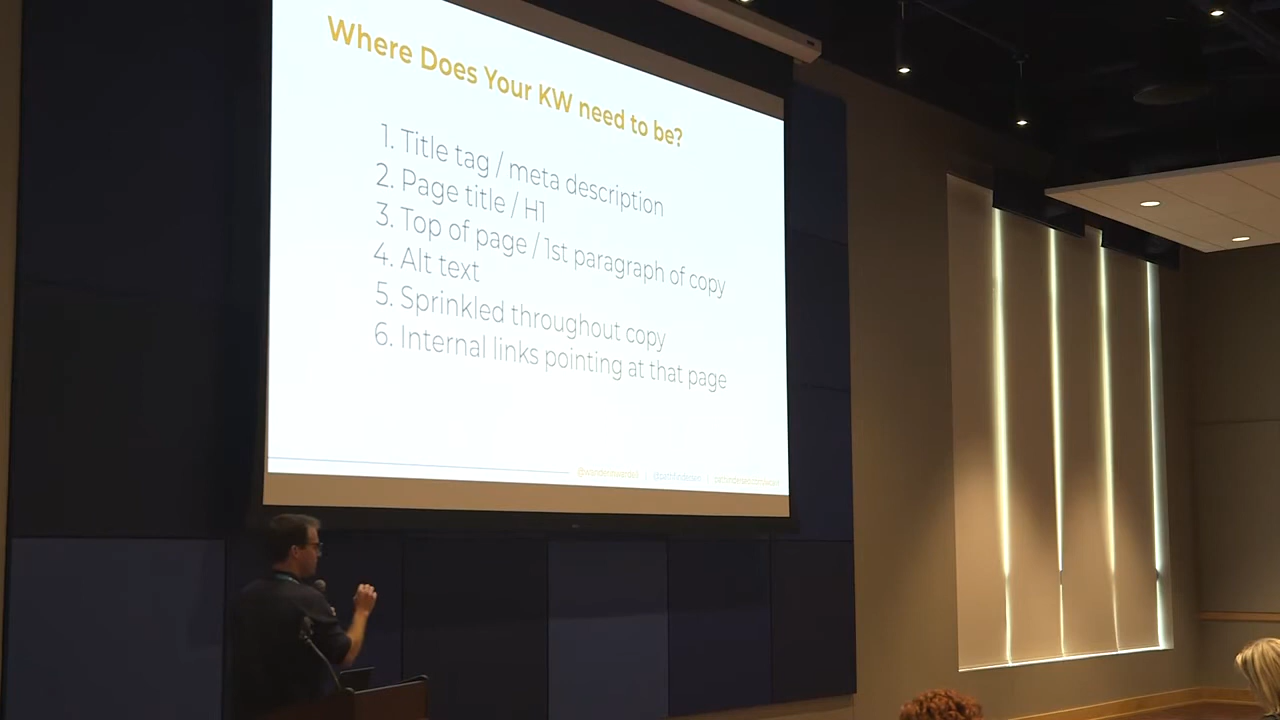 Where Does Your KW need to be?
1. Title tag / meta description
2. Page title / H1
3. Top of page / 1st paragraph of copy
4. Alt text
5. Sprinkled throughout copy
6. Internal links pointing at that page